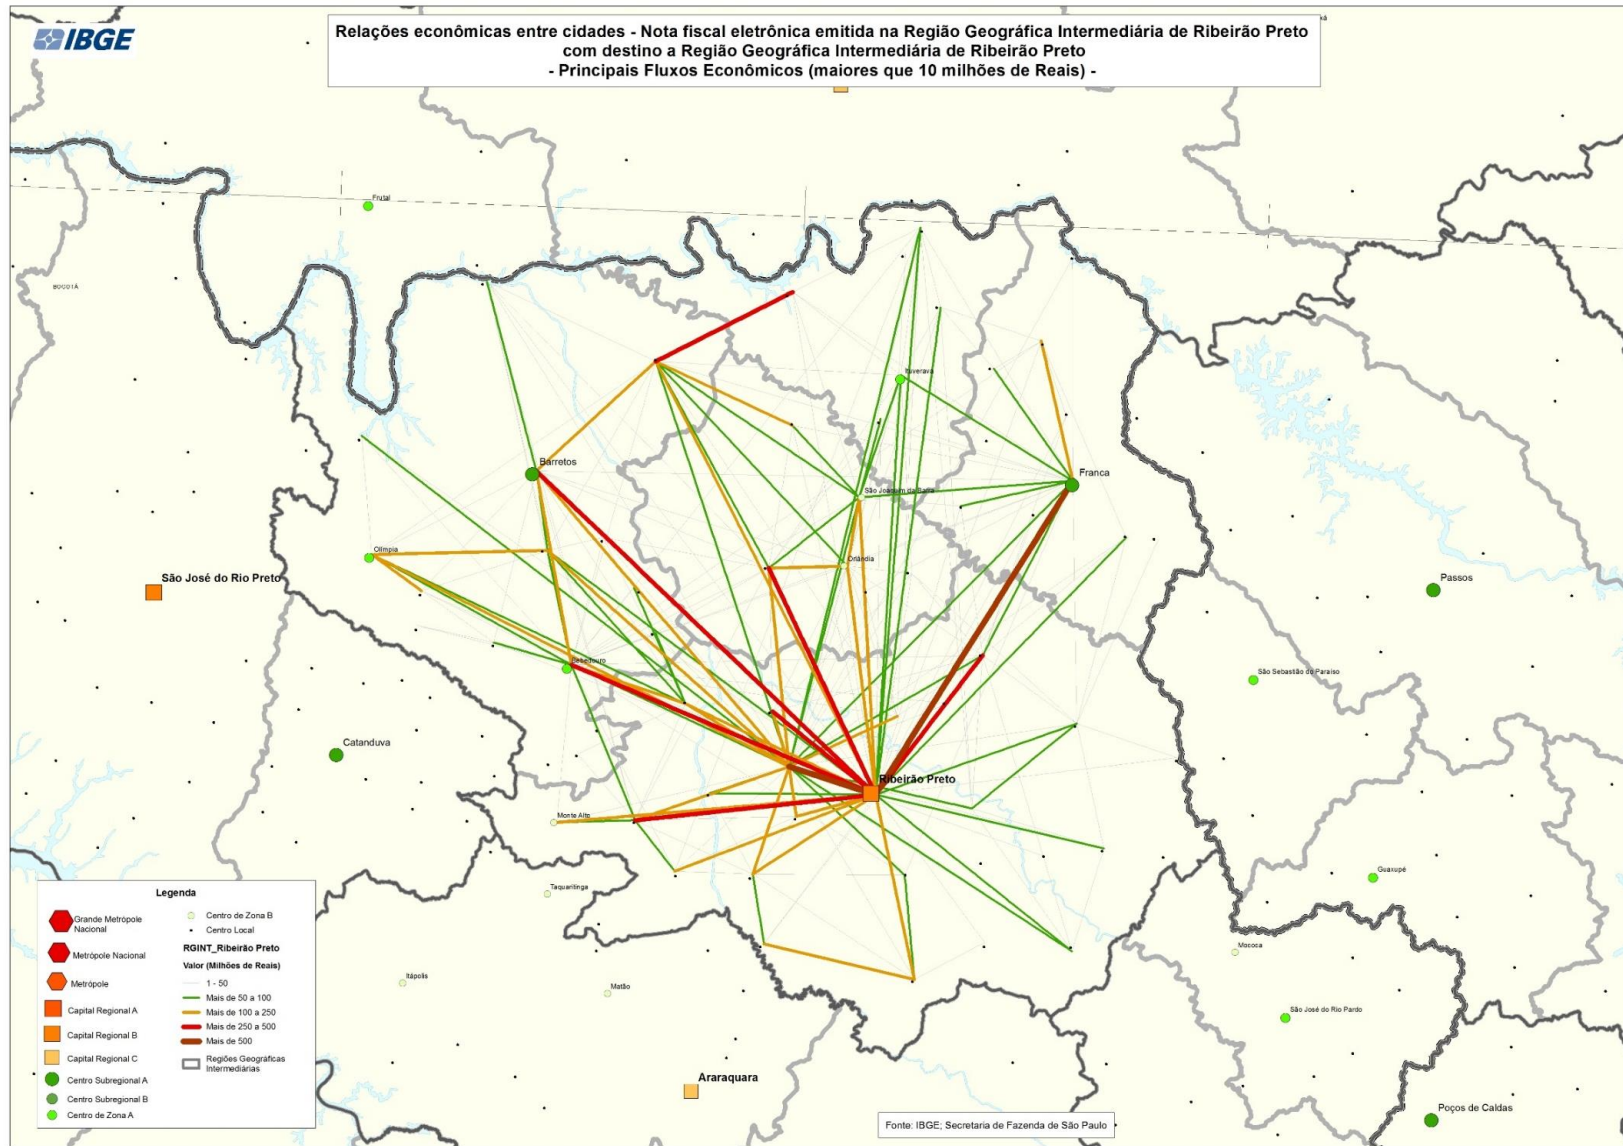 IBGE
Relações econômicas entre cidades - Nota fiscal eletrônica emitida na Região Geográfica Intermediária de Ribeirão Preto
com destino a Região Geográfica Intermediária de Ribeirão Preto
- Principais Fluxos Econômicos (maiores que 10 milhões de Reais) -
Frutal
Ituverava
Barretos
Franca
São Joaquim da Barra
Olímpia
Orlândia
São José do Rio Preto
Passos
Bebedouro
São Sebastião do Paraíso
Catanduva
Ribeirão Preto
Monte Alto
Guaxupé
Taquaritinga
Mococa
Itápolis
Matão
São José do Rio Pardo
Araraquara
Poços de Caldas
Legenda
Grande Metrópole
Nacional
Metrópole Nacional
Metrópole
Capital Regional A
Capital Regional B
Capital Regional C
Centro Subregional A
Centro Subregional B
Centro de Zona A
Centro de Zona B
Centro Local
RGINT_Ribeirão Preto
Valor (Milhões de Reais)
1 - 50
Mais de 50 a 100
Mais de 100 a 250
Mais de 250 a 500
Mais de 500
Regiões Geográficas
Intermediárias
Fonte: IBGE; Secretaria de Fazenda de São Paulo